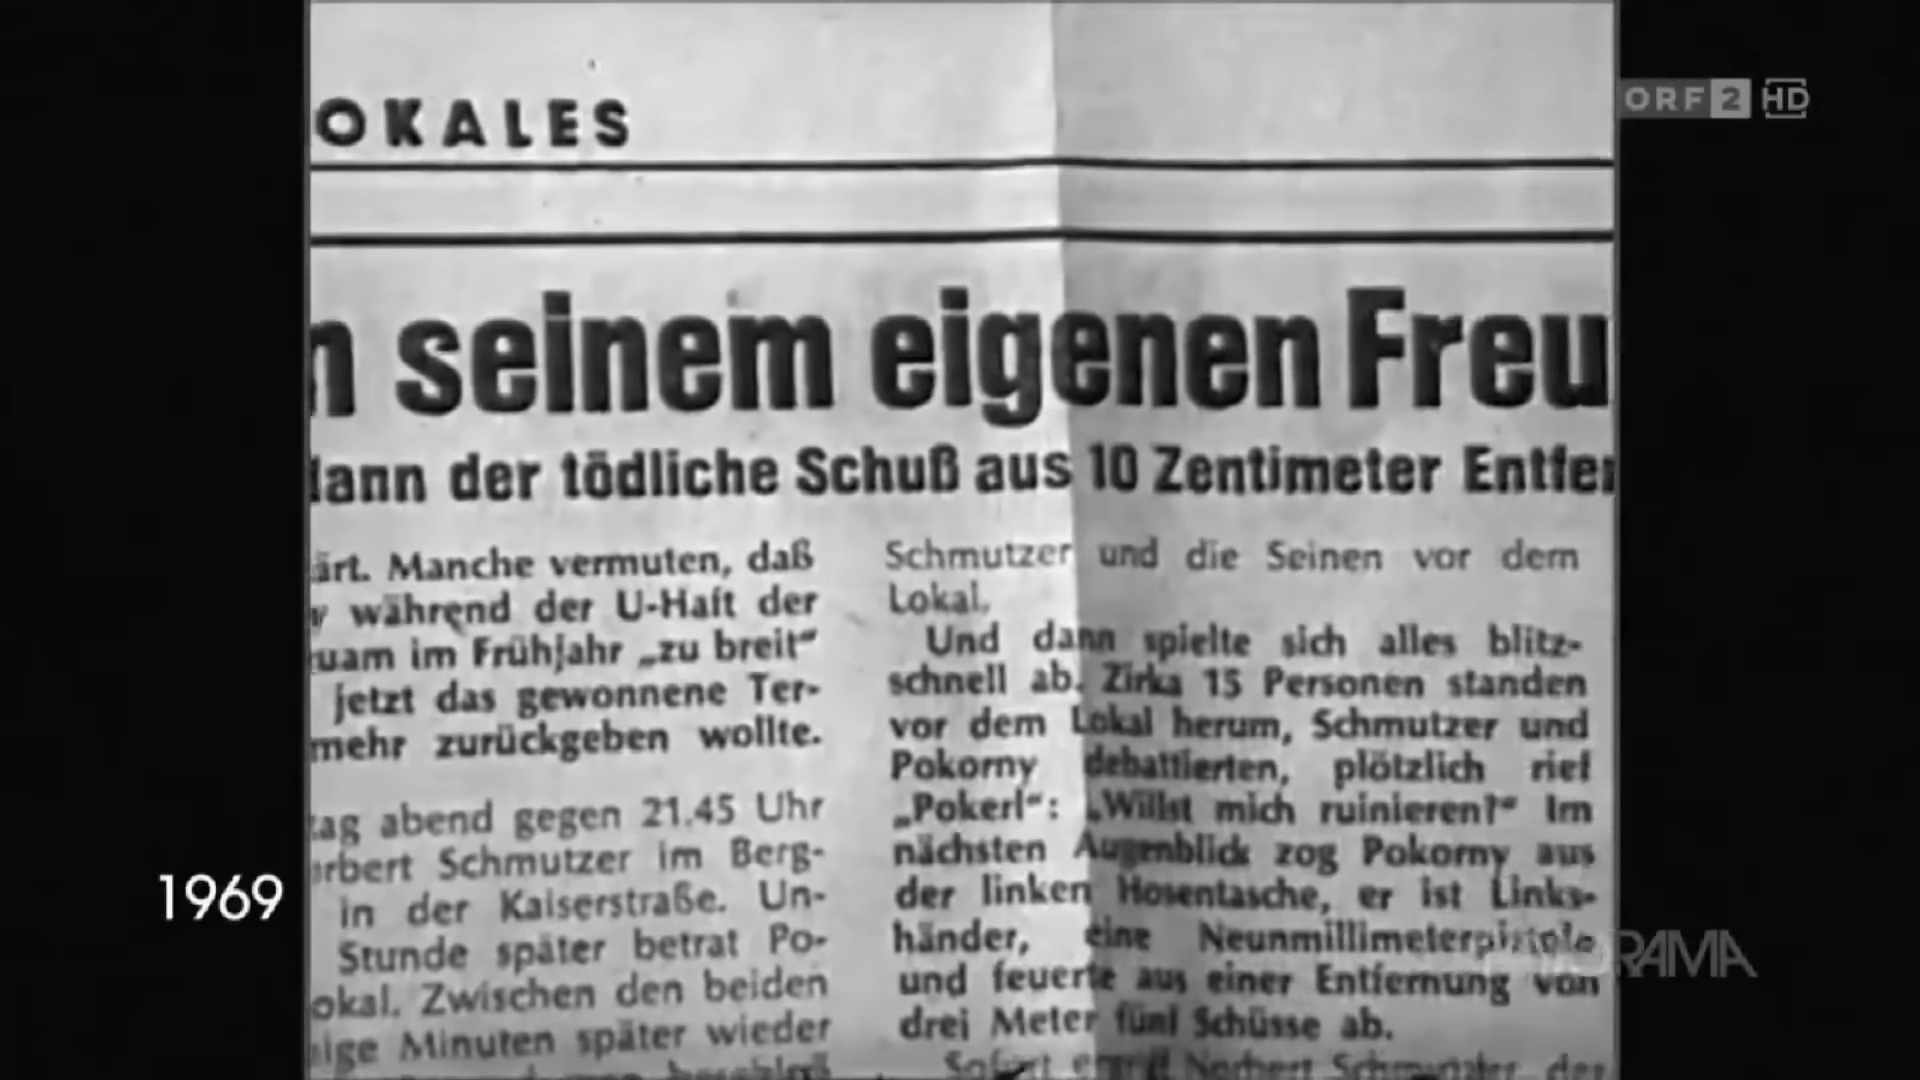 OKALES
ORF 2 HD
n seinem eigenen Freu
dann der tödliche Schuß aus 10 Zentimeter Entfer
ärt. Manche vermuten, daß
y während der U-Haft der
uam im Frühjahr „zu breit"
jetzt das gewonnene Ter-
mehr zurückgeben wollte.
tag abend gegen 21.45 Uhr
rbert Schmutzer im Berg-
in der Kaiserstraße. Un-
Stunde später betrat Po-
okal. Zwischen den beiden
nige Minuten später wieder
Schmutzer und die Seinen vor dem
Lokal.
Und dann spielte sich alles blitz-
schnell ab. Zirka 15 Personen standen
vor dem Lokal herum, Schmutzer und
Pokorny debattierten, plötzlich rief
„Pokerl": „Willst mich ruinieren?" Im
nächsten Augenblick zog Pokorny aus
der linken Hosentasche, er ist Links-
händer, eine Neunmillimeterpistole
und feuerte aus einer Entfernung von
drei Meter fünf Schüsse ab.
Norbert Schmutzer, der
1969